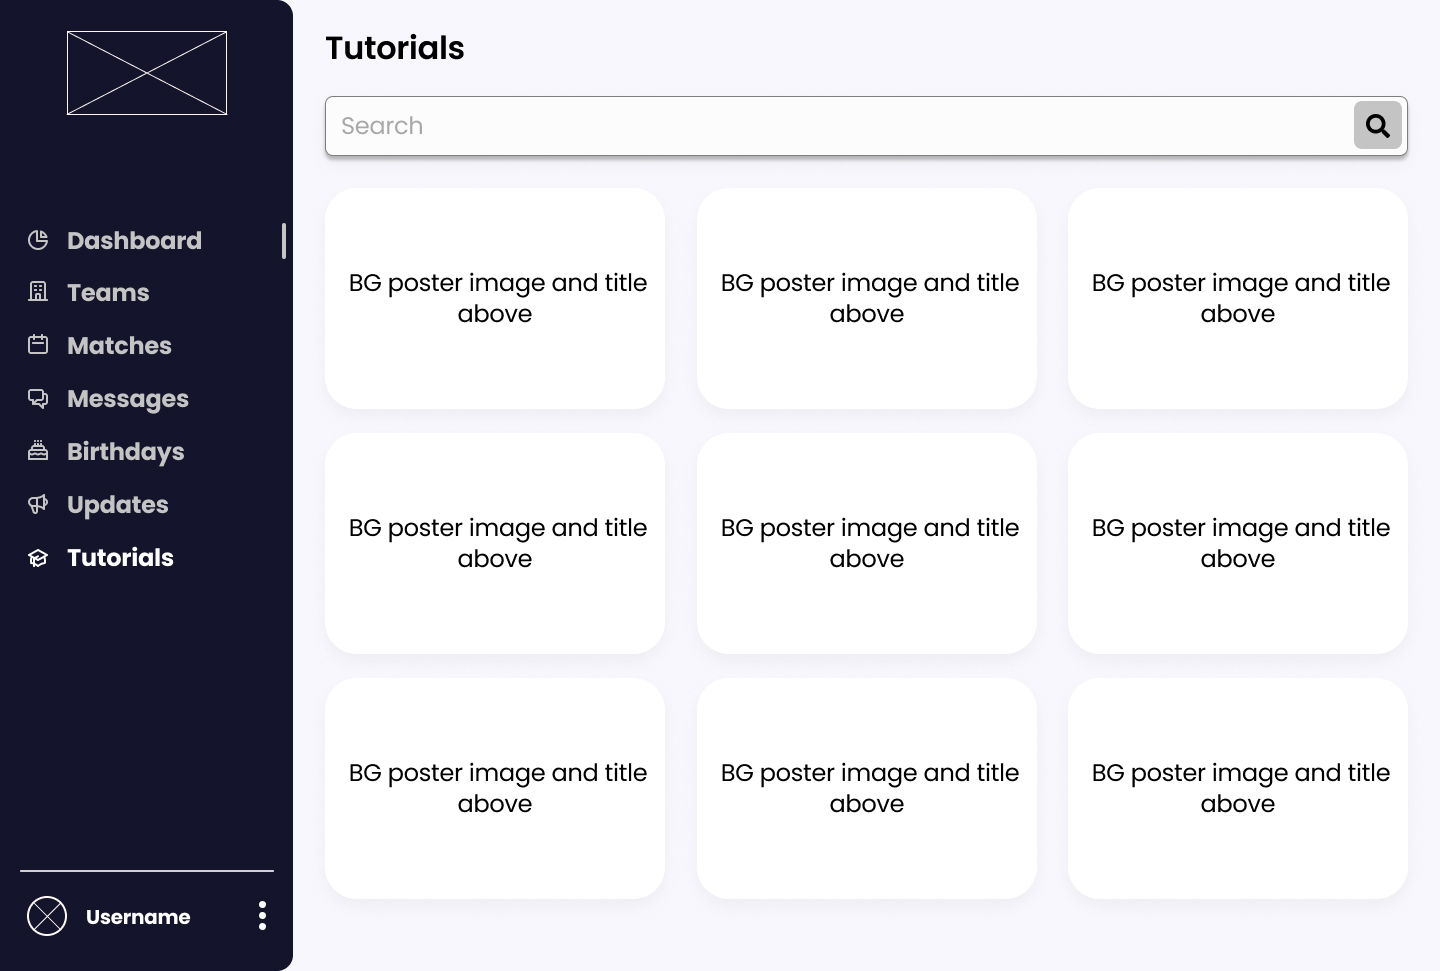 Tutorials
Search
Dashboard
Teams
Matches
Messages
Birthdays
Updates
Tutorials
Username
BG poster image and title
above
BG poster image and title
above
BG poster image and title
above
BG poster image and title
above
BG poster image and title
above
BG poster image and title
above
BG poster image and title
above
BG poster image and title
above
BG poster image and title
above